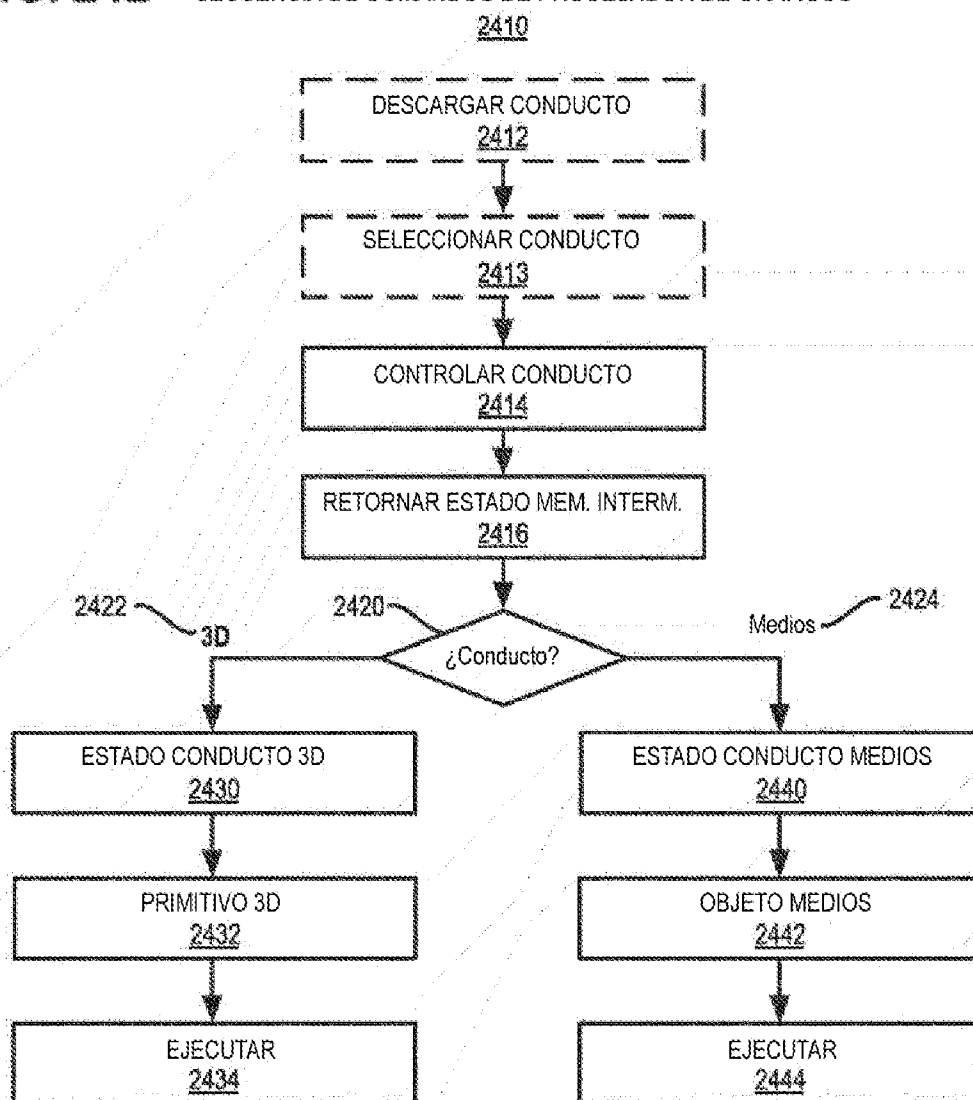 2410
DESCARGAR CONDUCTO
2412
SELECCIONAR CONDUCTO
2413
CONTROLAR CONDUCTO
2414
RETORNAR ESTADO MEM. INTERM.
2416
2422
3D
2420
¿Conducto?
Medios
2424
ESTADO CONDUCTO 3D
2430
ESTADO CONDUCTO MEDIOS
2440
PRIMITIVO 3D
2432
OBJETO MEDIOS
2442
EJECUTAR
2434
EJECUTAR
2444